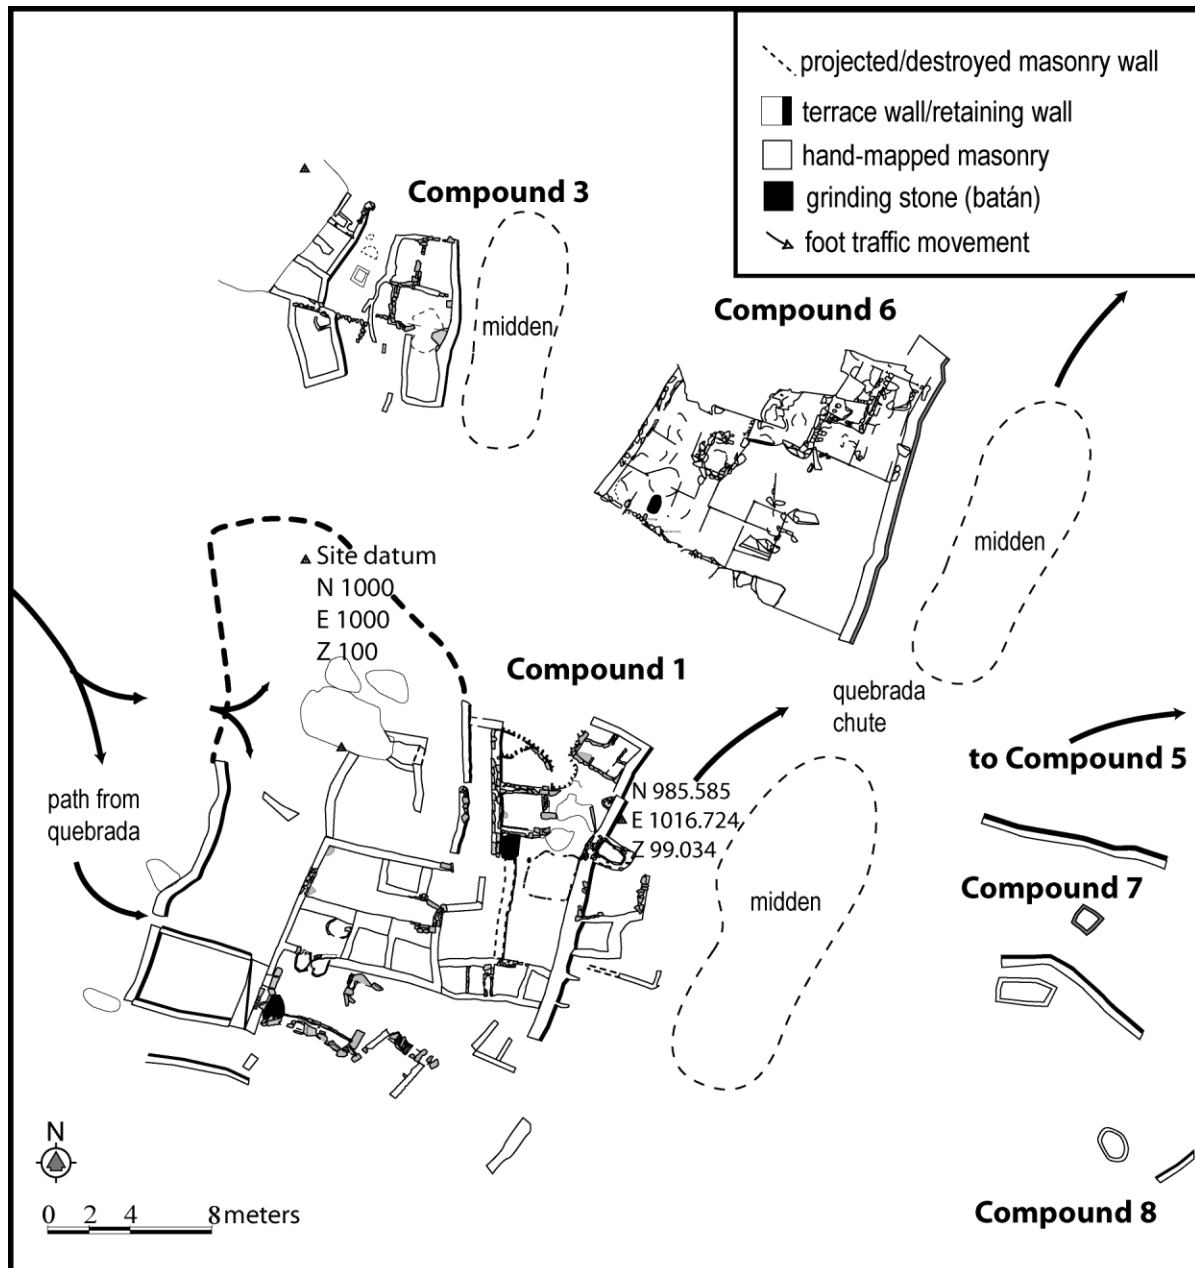 projected/destroyed masonry wall
terrace wall/retaining wall
hand-mapped masonry
grinding stone (batán)
foot traffic movement
Compound 3
midden
Compound 6
midden
Site datum
N 1000
E 1000
Z 100
Compound 1
quebrada
chute
to Compound 5
N 985.585
E 1016.724
Z 99.034
path from
quebrada
midden
Compound 7
Compound 8
N
0 2 4 8 meters